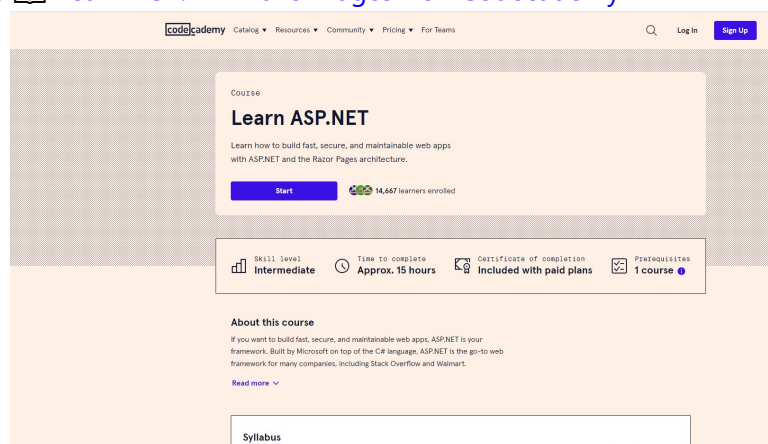 codecademy Catalog Resources Community Pricing For Teams Log In Sign Up
Course
Learn ASP.NET
Learn how to build fast, secure, and maintainable web apps
with ASP.NET and the Razor Pages architecture.
Start 14,667 learners enrolled
Skill level
Intermediate
Time to complete
Approx. 15 hours
Certificate of completion
Included with paid plans
Prerequisites
1 course
About this course
If you want to build fast, secure, and maintainable web apps, ASP.NET is your
framework. Built by Microsoft on top of the C# language, ASP.NET is the go-to web
framework for many companies, including Stack Overflow and Walmart.
Read more
Syllabus